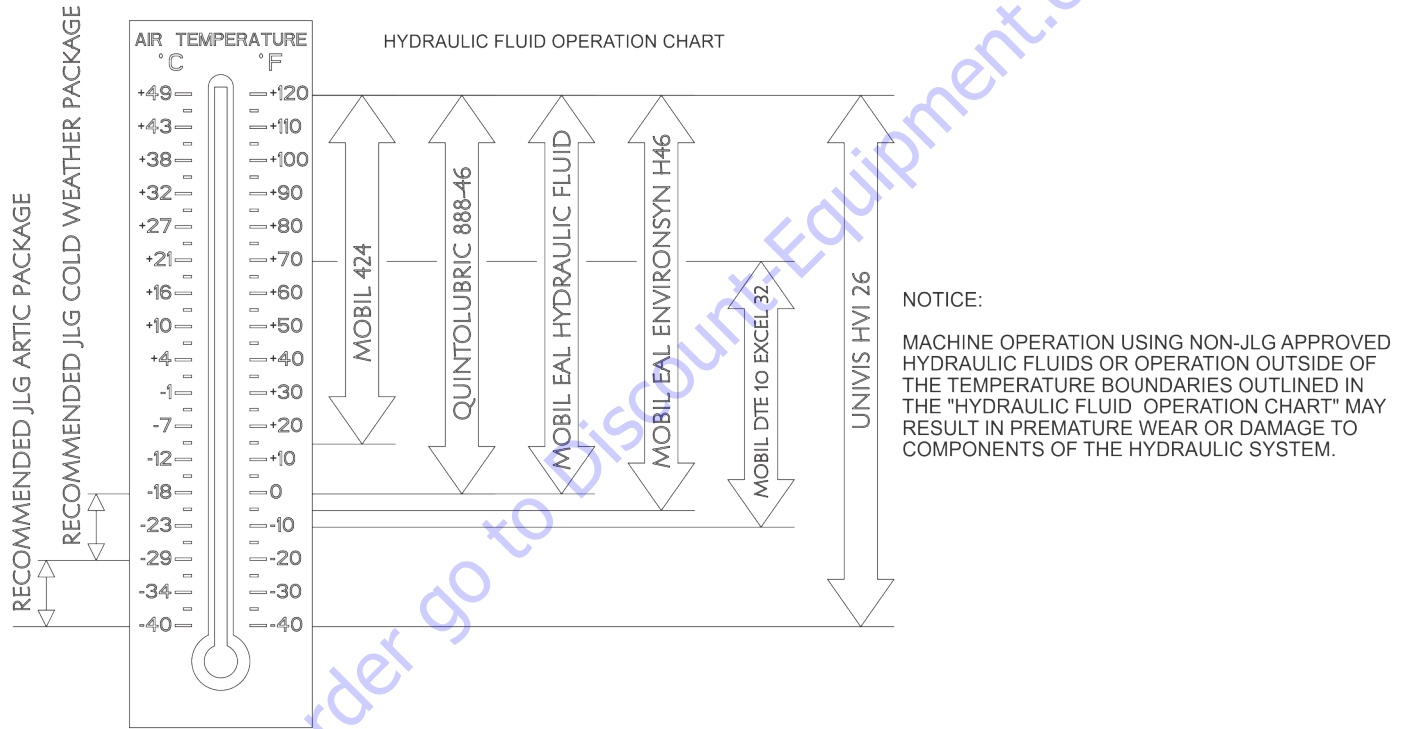 HYDRAULIC FLUID OPERATION CHART
AIR TEMPERATURE
°C °F
+49 +120
+43 +110
+38 +100
+32 +90
+27 +80
+21 +70
+16 +60
+10 +50
+4 +40
-1 +30
-7 +20
-12 +10
-18 0
-23 -10
-29 -20
-34 -30
-40 -40
RECOMMENDED JLG ARTIC PACKAGE
RECOMMENDED JLG COLD WEATHER PACKAGE
MOBIL 424
QUINTOLUBRIC 888-46
MOBIL EAL HYDRAULIC FLUID
MOBIL EAL ENVIRONSYN H46
MOBIL DTE 10 EXCEL 32
UNIVIS HVI 26
NOTICE:
MACHINE OPERATION USING NON-JLG APPROVED
HYDRAULIC FLUIDS OR OPERATION OUTSIDE OF
THE TEMPERATURE BOUNDARIES OUTLINED IN
THE "HYDRAULIC FLUID OPERATION CHART" MAY
RESULT IN PREMATURE WEAR OR DAMAGE TO
COMPONENTS OF THE HYDRAULIC SYSTEM.
order go to Discount-Equipment.c